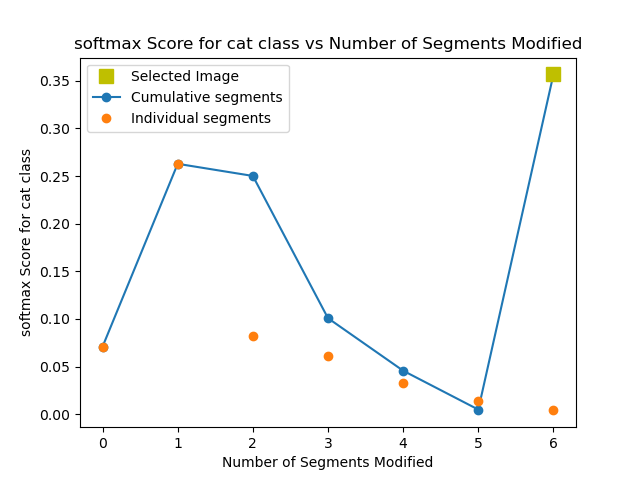 softmax Score for cat class vs Number of Segments Modified
Selected Image
Cumulative segments
Individual segments
softmax Score for cat class
0.35
0.30
0.25
0.20
0.15
0.10
0.05
0.00
0 1 2 3 4 5 6
Number of Segments Modified